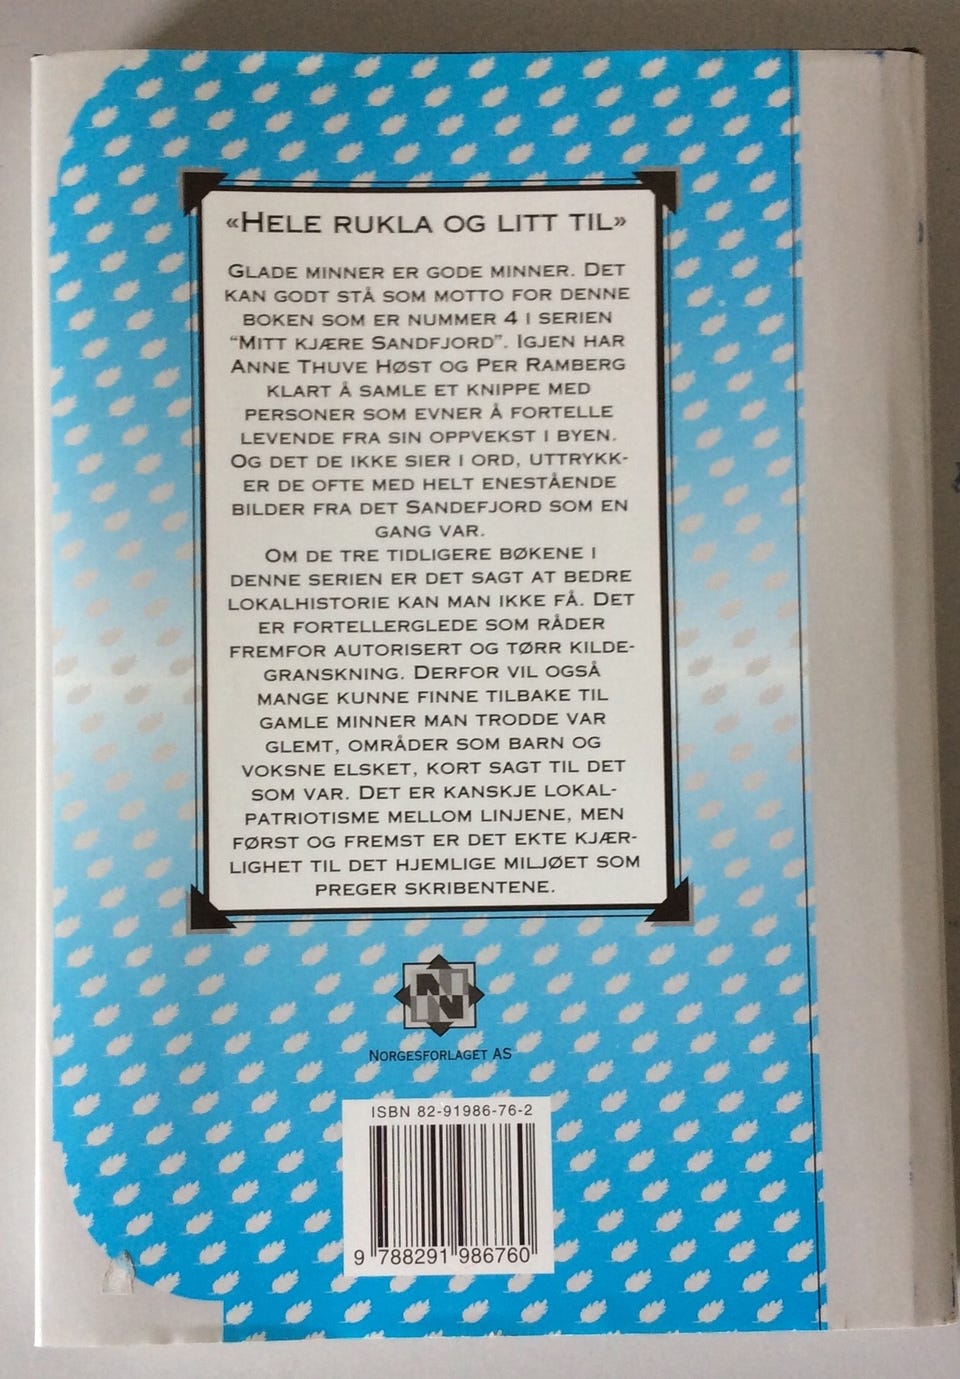 «HELE RUKLA OG LITT TIL»
GLADE MINNER ER GODE MINNER. DET
KAN GODT STÅ SOM MOTTO FOR DENNE
BOKEN SOM ER NUMMER 4 I SERIEN
“MITT KJÆRE SANDFJORD”. IGJEN HAR
ANNE THUVE HØST OG PER RAMBERG
KLART Å SAMLE ET KNIPPE MED
PERSONER SOM EVNER Å FORTELLE
LEVENDE FRA SIN OPPVEKST I BYEN.
OG DET DE IKKE SIER I ORD, UTTRYKK-
ER DE OFTE MED HELT ENESTÅENDE
BILDER FRA DET SANDEFJORD SOM EN
GANG VAR.
OM DE TRE TIDLIGERE BØKENE I
DENNE SERIEN ER DET SAGT AT BEDRE
LOKALHISTORIE KAN MAN IKKE FÅ. DET
ER FORTELLERGLEDE SOM RÅDER
FREMFOR AUTORISERT OG TØRR KILDE-
GRANSKNING. DERFOR VIL OGSÅ
MANGE KUNNE FINNE TILBAKE TIL
GAMLE MINNER MAN TRODDE VAR
GLEMT, OMRÅDER SOM BARN OG
VOKSNE ELSKET, KORT SAGT TIL DET
SOM VAR. DET ER KANSKJE LOKAL-
PATRIOTISME MELLOM LINJENE, MEN
FØRST OG FREMST ER DET EKTE KJÆR-
LIGHET TIL DET HJEMLIGE MILJØET SOM
PREGER SKRIBENTENE.
N
N
NORGESFORLAGET AS
ISBN 82-91986-76-2
9 788291 986760